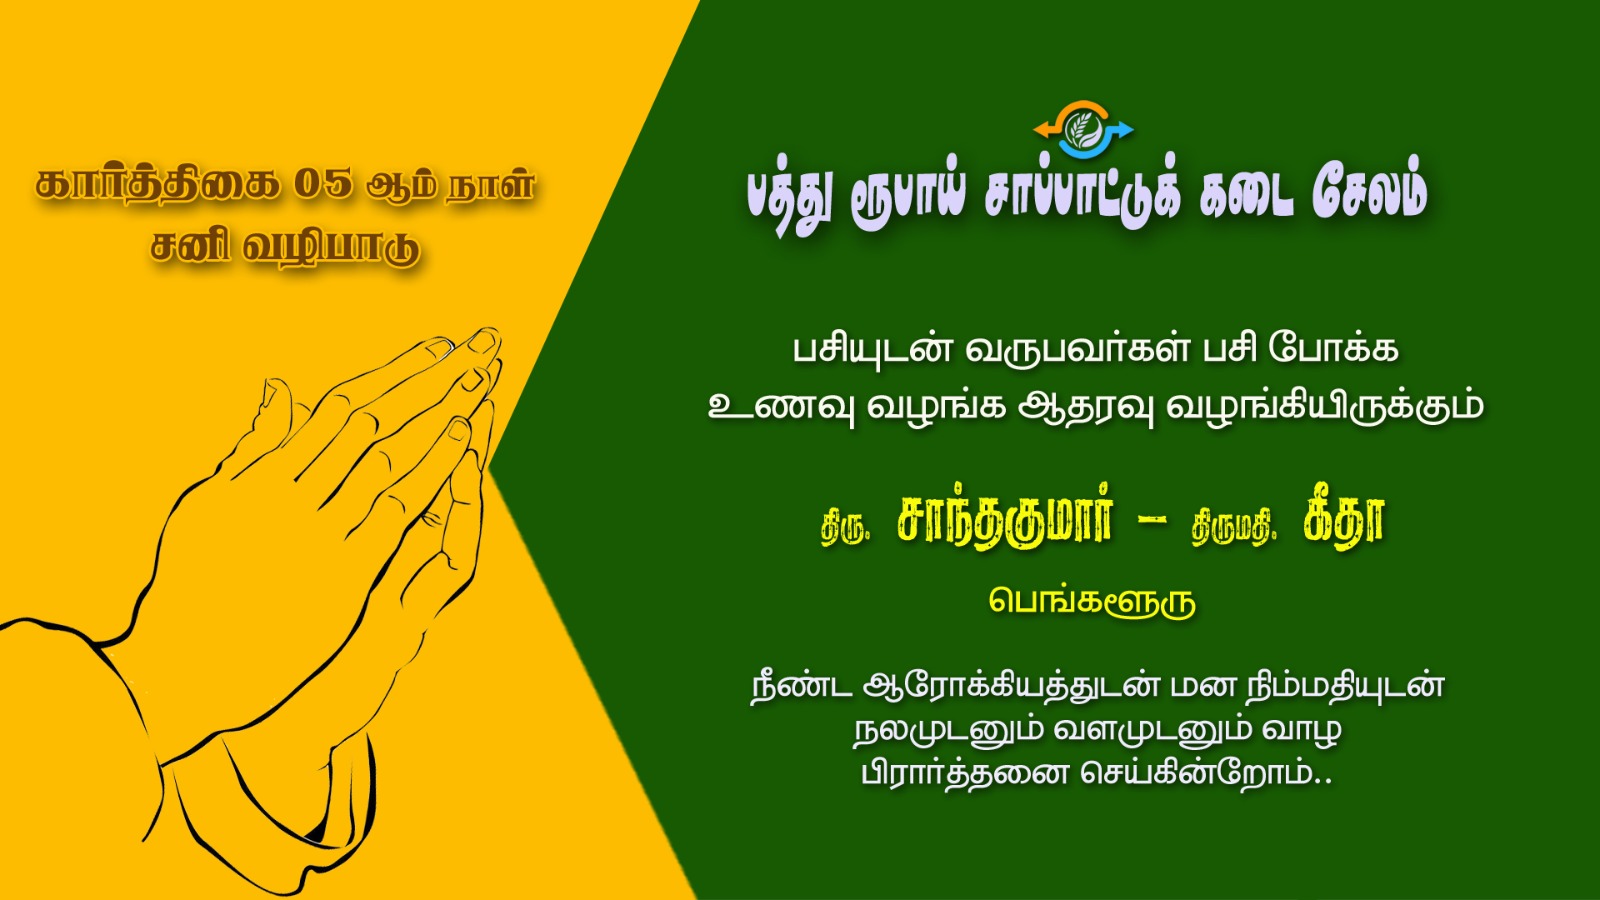 கார்த்திகை 05 ஆம் நாள்
சனி வழிபாடு
பத்து ரூபாய் சாப்பாட்டுக் கடை சேலம்
பசியுடன் வருபவர்கள் பசி போக்க
உணவு வழங்க ஆதரவு வழங்கியிருக்கும்
திரு. சாந்தகுமார் - திருமதி. கீதா
பெங்களூரு
நீண்ட ஆரோக்கியத்துடன் மன நிம்மதியுடன்
நலமுடனும் வளமுடனும் வாழ
பிரார்த்தனை செய்கின்றோம்..